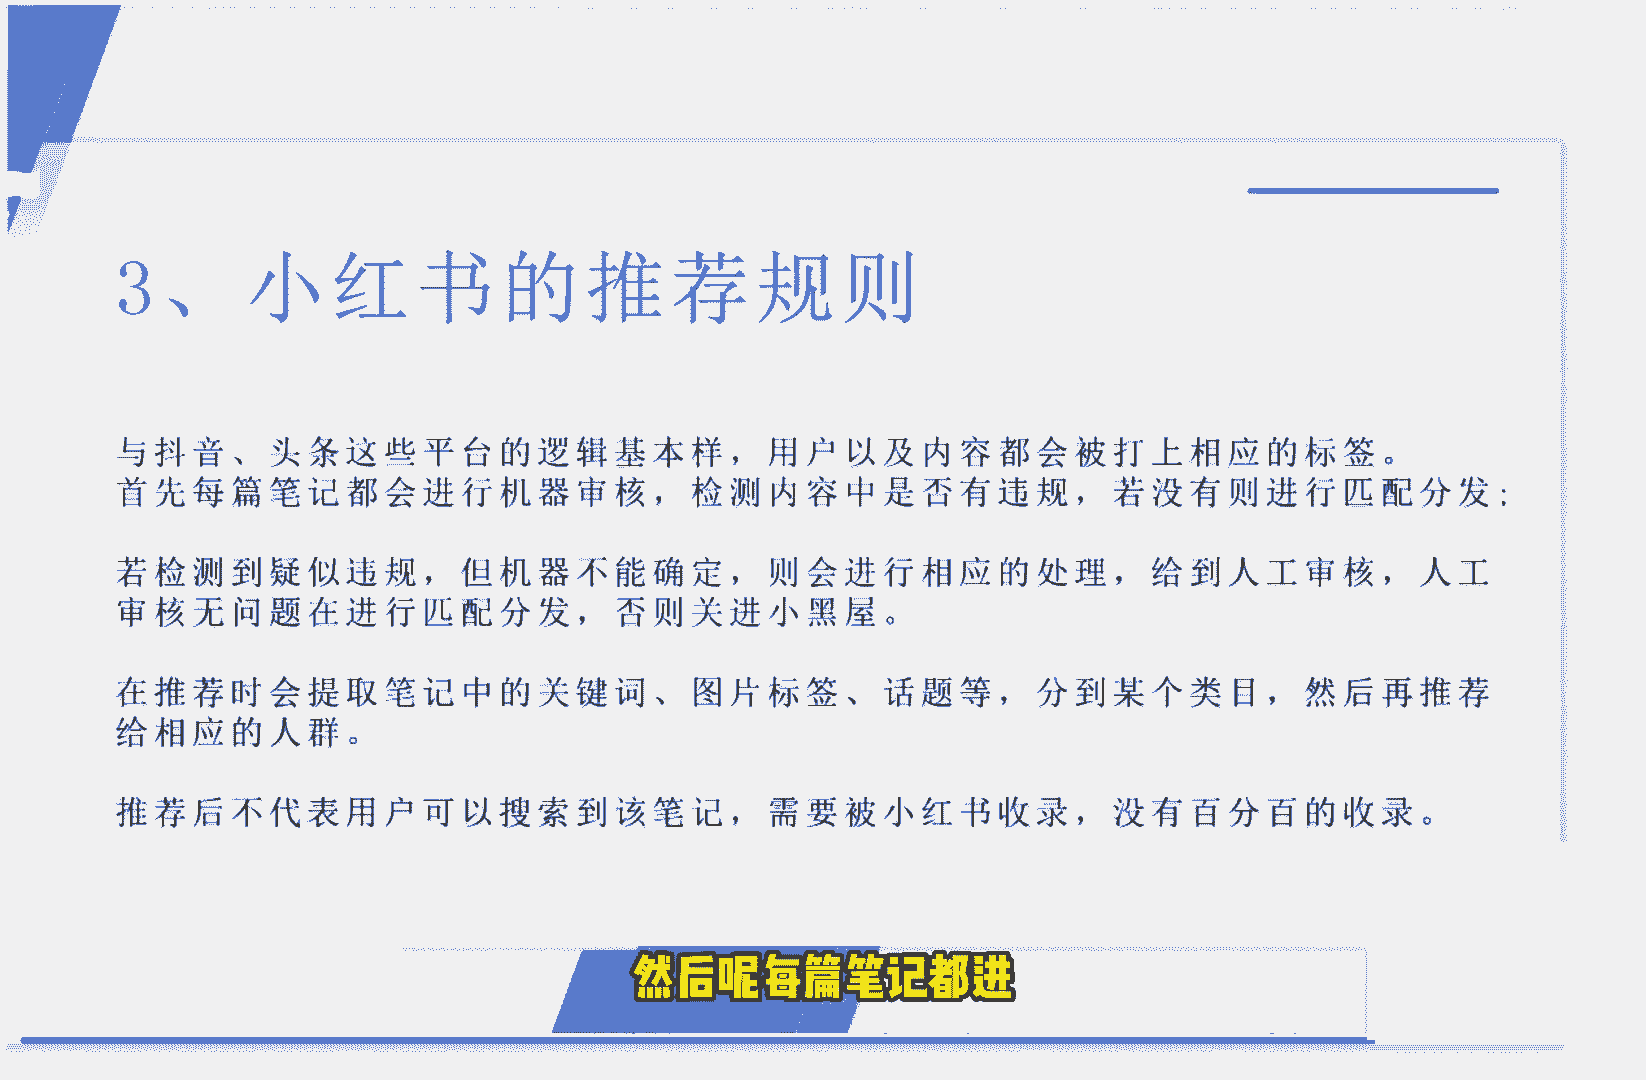 3、小红书的推荐规则
与抖音、头条这些平台的逻辑基本样，用户以及内容都会被打上相应的标签。
首先每篇笔记都会进行机器审核，检测内容中是否有违规，若没有则进行匹配分发；
若检测到疑似违规，但机器不能确定，则会进行相应的处理，给到人工审核，人工
审核无问题在进行匹配分发，否则关进小黑屋。
在推荐时会提取笔记中的关键词、图片标签、话题等，分到某个类目，然后再推荐
给相应的人群。
推荐后不代表用户可以搜索到该笔记，需要被小红书收录，没有百分百的收录。
然后呢每篇笔记都进